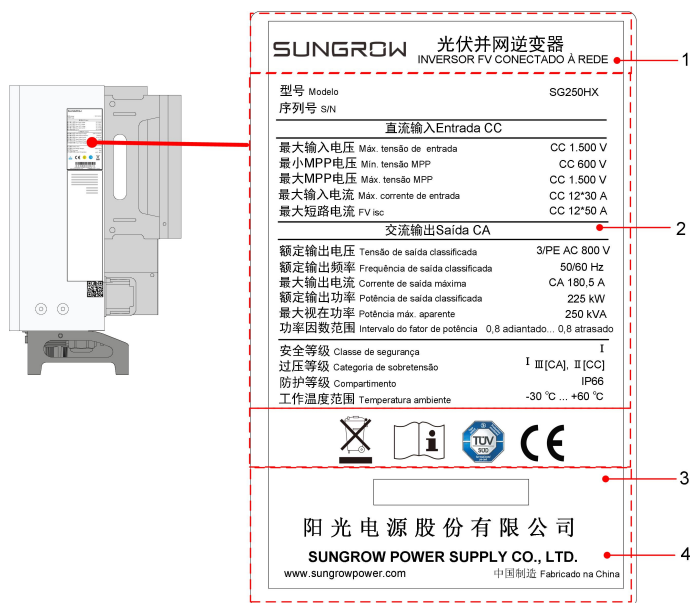 SUNGROW 光伏并网逆变器
INVERSOR FV CONECTADO À REDE
1
型号 Modelo SG250HX
序列号 S/N
直流输入Entrada CC
最大输入电压 Máx. tensão de entrada CC 1.500 V
最小MPP电压 Mín. tensão MPP CC 600 V
最大MPP电压 Máx. tensão MPP CC 1.500 V
最大输入电流 Máx. corrente de entrada CC 12*30 A
最大短路电流 FV isc CC 12*50 A
交流输出Saída CA
2
额定输出电压 Tensão de saída classificada 3/PE AC 800 V
额定输出频率 Frequência de saída classificada 50/60 Hz
最大输出电流 Corrente de saída máxima CA 180,5 A
额定输出功率 Potência de saída classificada 225 kW
最大视在功率 Potência máx. aparente 250 kVA
功率因数范围 Intervalo do fator de potência 0,8 adiantado... 0,8 atrasado
安全等级 Classe de segurança I
过压等级 Categoria de sobretensão I III[CA], II[CC]
防护等级 Compartimento IP66
工作温度范围 Temperatura ambiente -30 °C ... +60 °C
i TÜV SÜD CE
3
阳光电源股份有限公司
SUNGROW POWER SUPPLY CO., LTD.
4
www.sungrowpower.com 中国制造 Fabricado na China